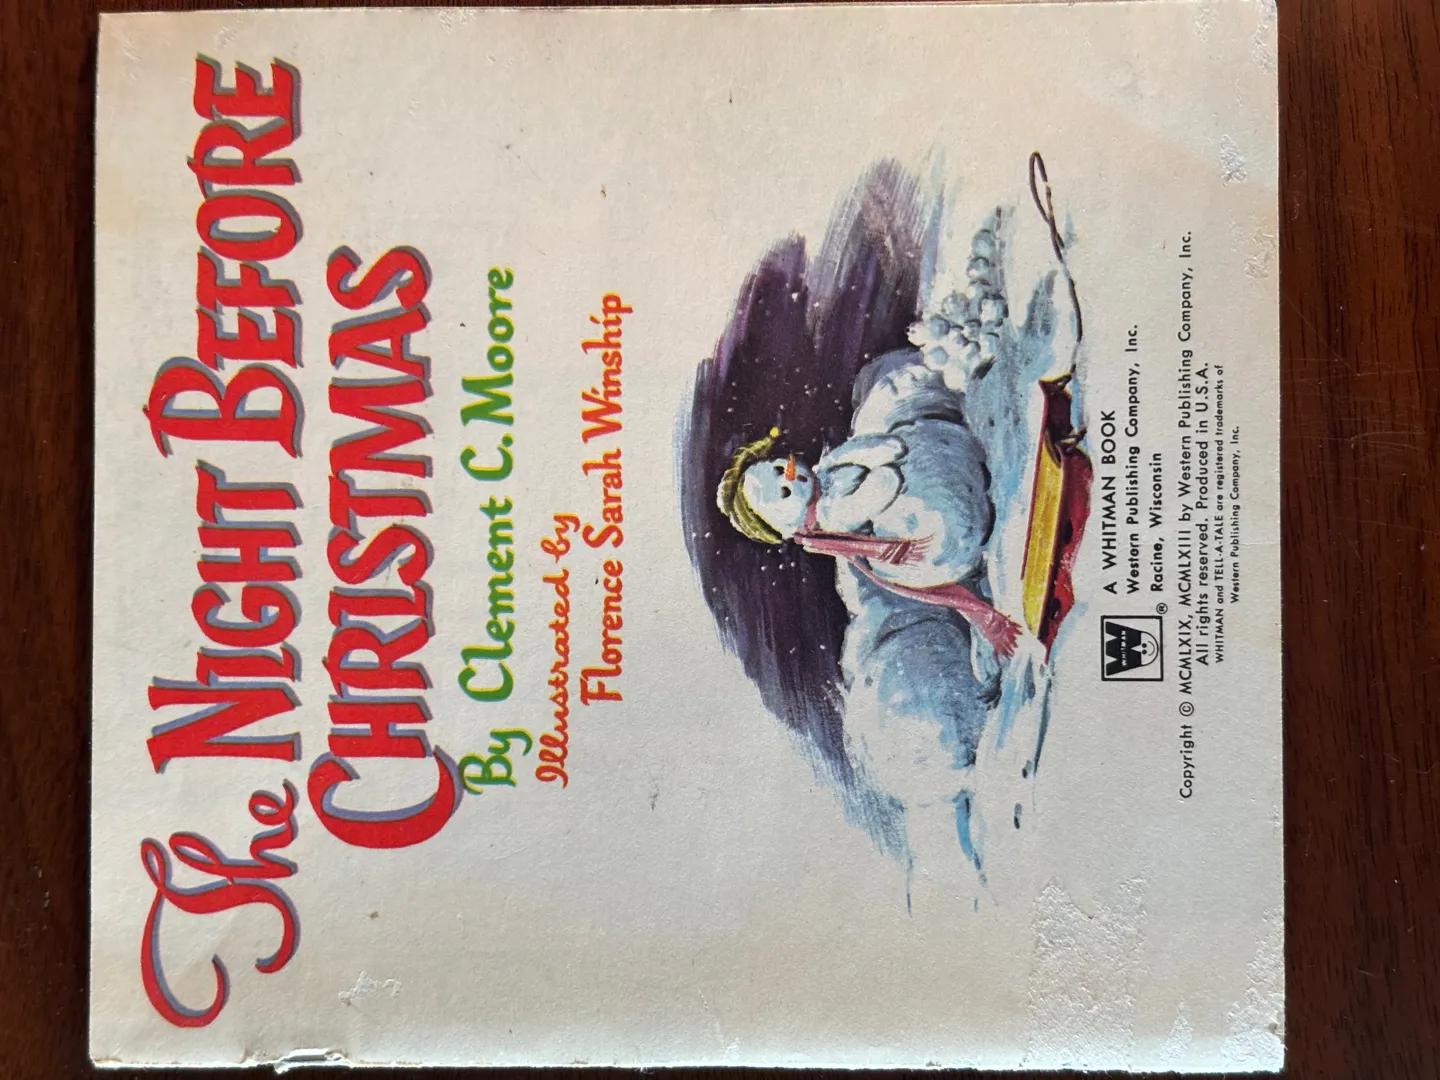 The NIGHT BEFORE
CHRISTMAS
By Clement C. Moore
Illustrated by
Florence Sarah Winship
WHITMAN
A WHITMAN BOOK
Western Publishing Company, Inc.
® Racine, Wisconsin
Copyright © MCMLXIX, MCMLXIII by Western Publishing Company, Inc.
All rights reserved. Produced in U.S.A.
WHITMAN and TELL-A-TALE are registered trademarks of
Western Publishing Company, Inc.